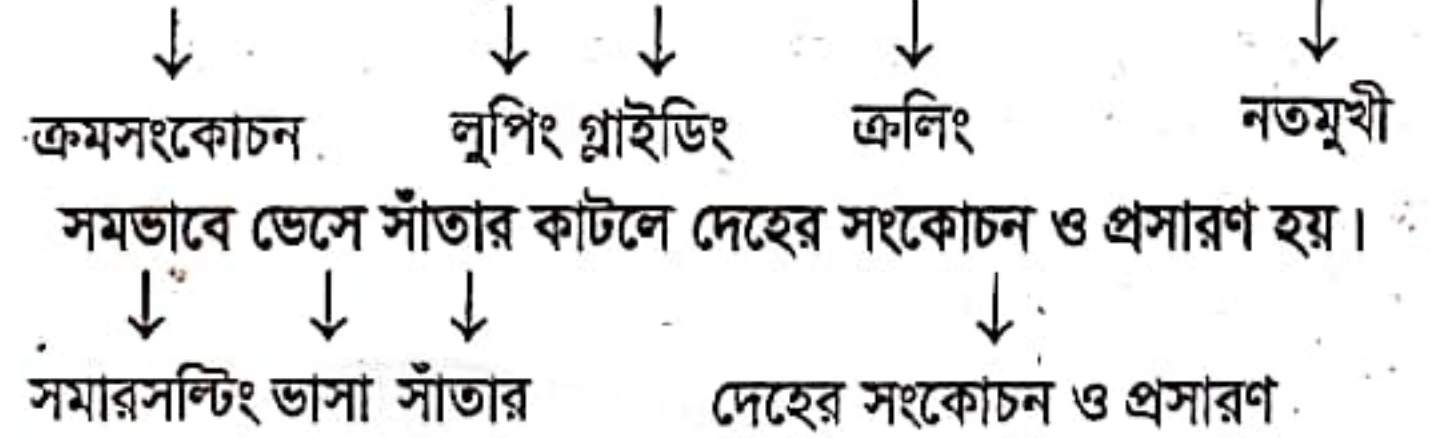 ↓ ↓ ↓ ↓ ↓
ক্রমসংকোচন লুপিং গ্লাইডিং ক্রলিং নতমুখী
সমভাবে ভেসে সাঁতার কাটলে দেহের সংকোচন ও প্রসারণ হয়।
↓ ↓ ↓ ↓
সমারসল্টিং ভাসা সাঁতার দেহের সংকোচন ও প্রসারণ